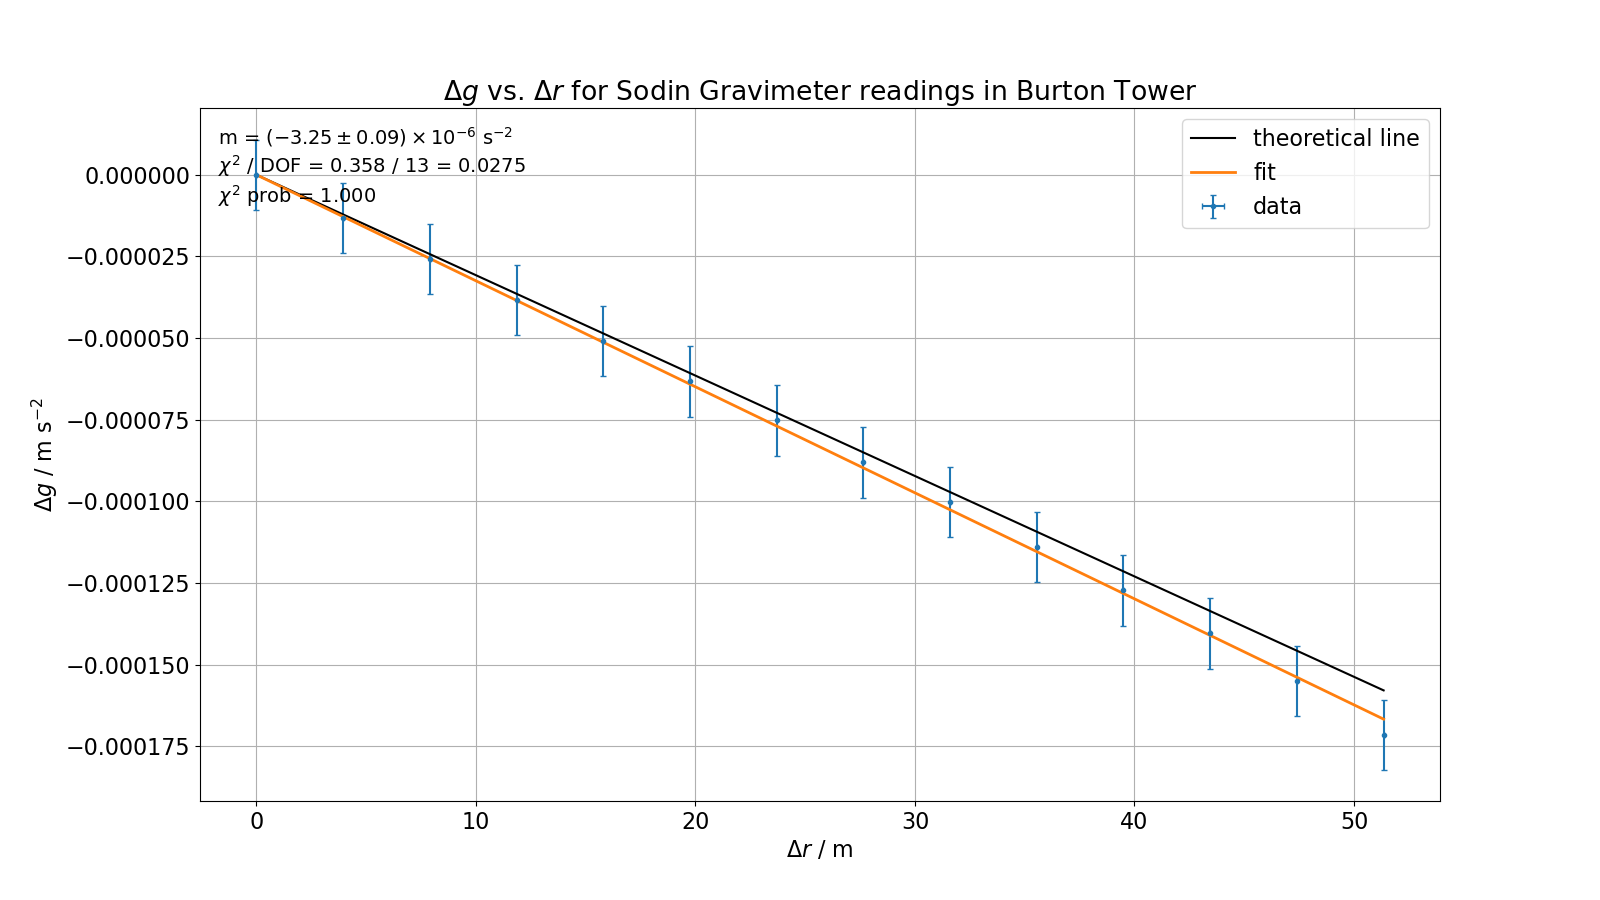 Δg vs. Δr for Sodin Gravimeter readings in Burton Tower
m = (−3.25 ± 0.09) × 10⁻⁶ s⁻²
χ² / DOF = 0.358 / 13 = 0.0275
χ² prob = 1.000
theoretical line
fit
data
0.000000
−0.000025
−0.000050
−0.000075
−0.000100
−0.000125
−0.000150
−0.000175
Δg / m s⁻²
0 10 20 30 40 50
Δr / m